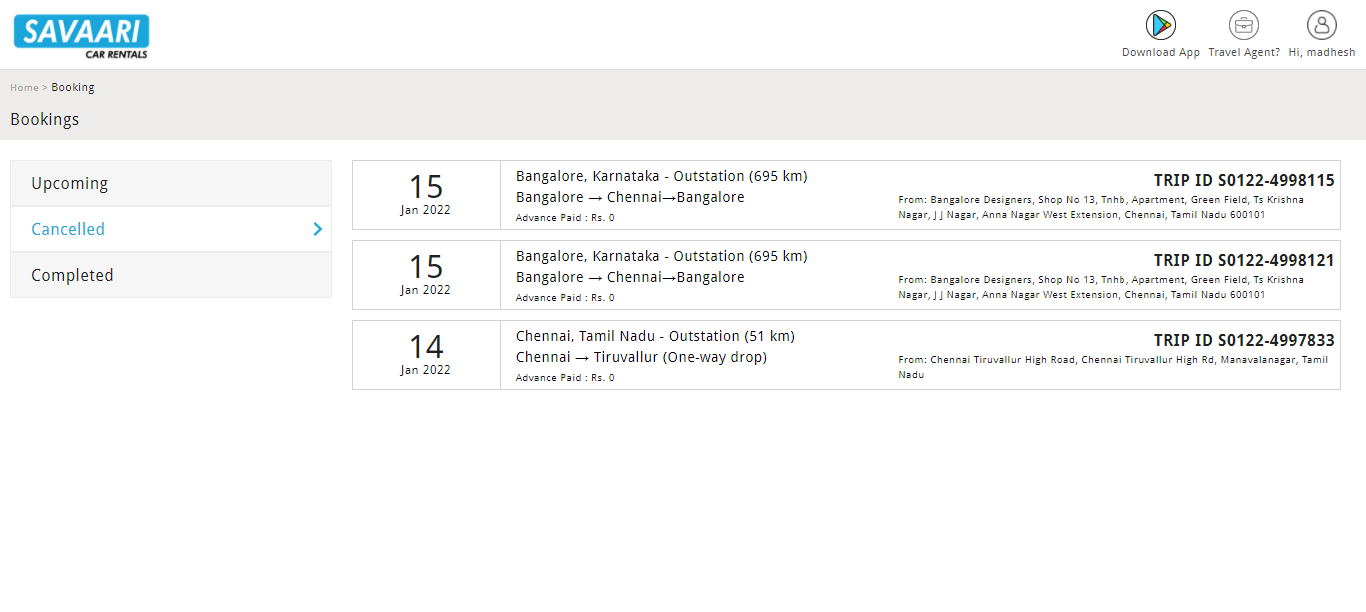 SAVAARI
CAR RENTALS
Download App
Travel Agent?
Hi, madhesh
Home > Booking
Bookings
Upcoming
Cancelled
Completed
15
Jan 2022
Bangalore, Karnataka - Outstation (695 km)
Bangalore → Chennai→Bangalore
Advance Paid : Rs. 0
TRIP ID S0122-4998115
From: Bangalore Designers, Shop No 13, Tnhb, Apartment, Green Field, Ts Krishna
Nagar, J J Nagar, Anna Nagar West Extension, Chennai, Tamil Nadu 600101
15
Jan 2022
Bangalore, Karnataka - Outstation (695 km)
Bangalore → Chennai→Bangalore
Advance Paid : Rs. 0
TRIP ID S0122-4998121
From: Bangalore Designers, Shop No 13, Tnhb, Apartment, Green Field, Ts Krishna
Nagar, J J Nagar, Anna Nagar West Extension, Chennai, Tamil Nadu 600101
14
Jan 2022
Chennai, Tamil Nadu - Outstation (51 km)
Chennai → Tiruvallur (One-way drop)
Advance Paid : Rs. 0
TRIP ID S0122-4997833
From: Chennai Tiruvallur High Road, Chennai Tiruvallur High Rd, Manavalanagar, Tamil
Nadu